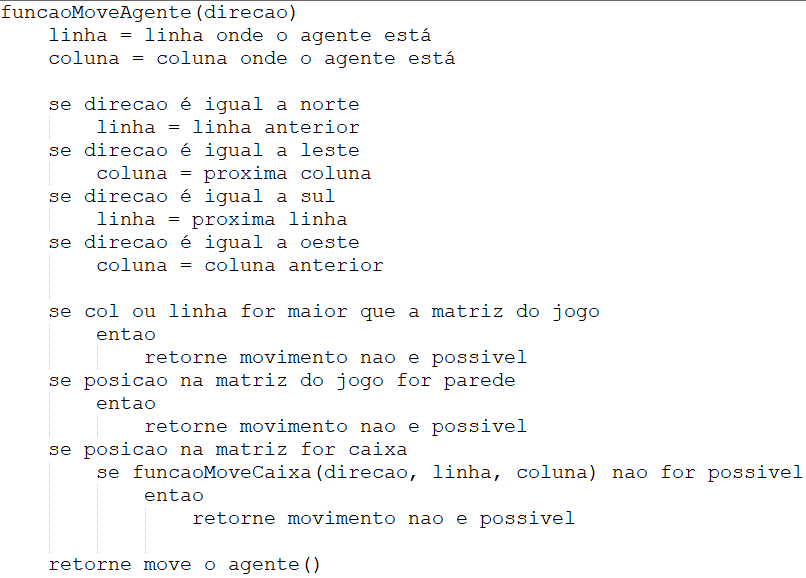 funcaoMoveAgente(direcao)
linha = linha onde o agente está
coluna = coluna onde o agente está
se direcao é igual a norte
linha = linha anterior
se direcao é igual a leste
coluna = proxima coluna
se direcao é igual a sul
linha = proxima linha
se direcao é igual a oeste
coluna = coluna anterior
se col ou linha for maior que a matriz do jogo
entao
retorne movimento nao e possivel
se posicao na matriz do jogo for parede
entao
retorne movimento nao e possivel
se posicao na matriz for caixa
se funcaoMoveCaixa(direcao, linha, coluna) nao for possivel
entao
retorne movimento nao e possivel
retorne move o agente()